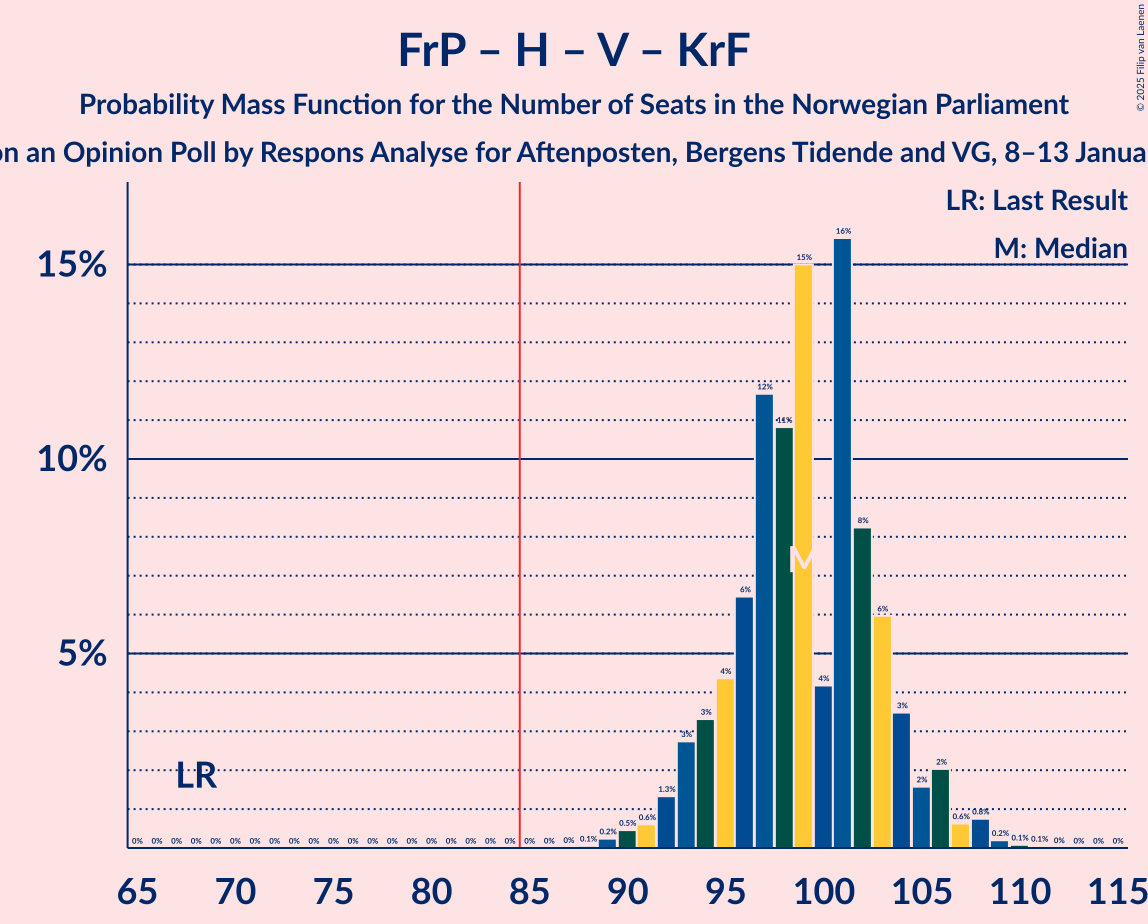 FrP – H – V – KrF
Probability Mass Function for the Number of Seats in the Norwegian Parliament
on an Opinion Poll by Respons Analyse for Aftenposten, Bergens Tidende and VG, 8–13 Janua
© 2025 Filip van Laenen
LR: Last Result
M: Median
15%
10%
5%
16%
15%
12%
11%
8%
M
6%
6%
4%
4%
3%
3%
3%
LR
2%
2%
1.3%
0.8%
0.6%
0.6%
0.5%
0.2%
0.2%
0% 0% 0% 0% 0% 0% 0% 0% 0% 0% 0% 0% 0% 0% 0% 0% 0% 0% 0% 0% 0% 0% 0% 0.1% 0.1% 0.1% 0% 0% 0% 0%
65 70 75 80 85 90 95 100 105 110 115